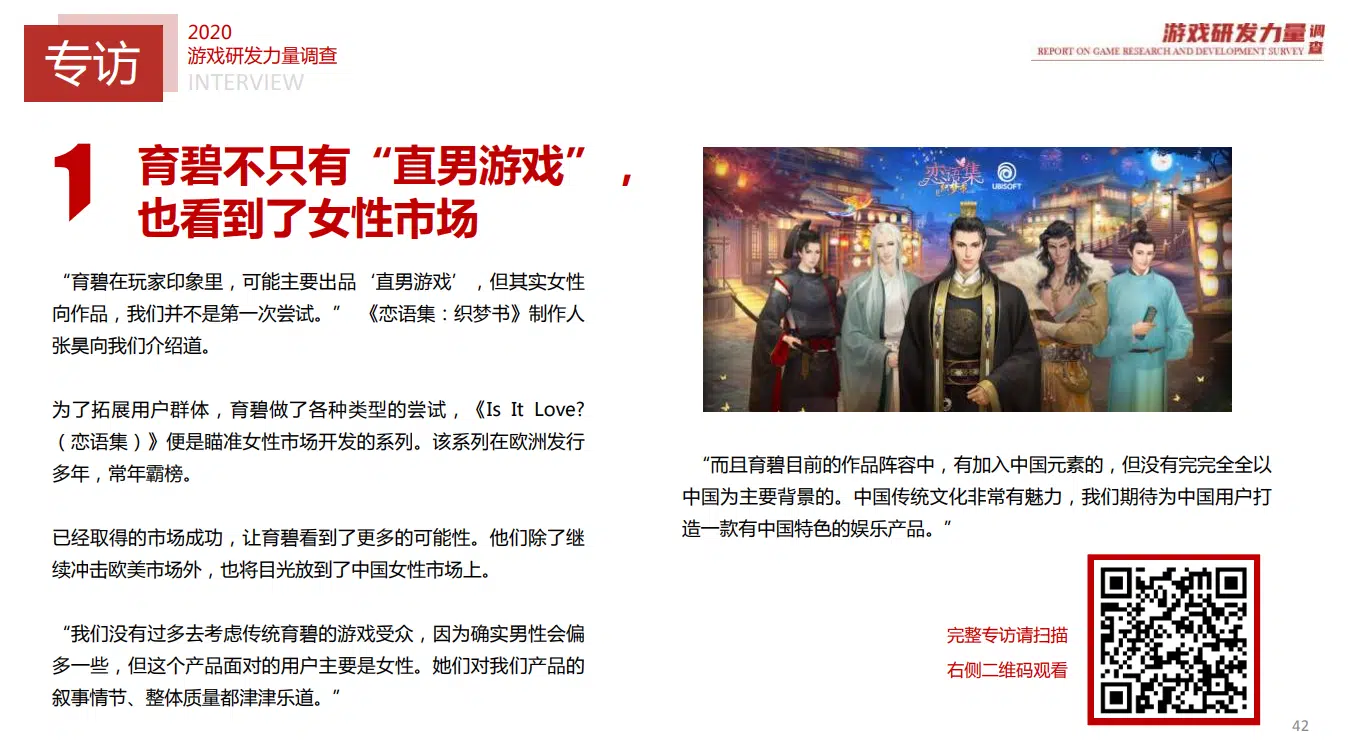 专访
2020
游戏研发力量调查
INTERVIEW
游戏研发力量调查
REPORT ON GAME RESEARCH AND DEVELOPMENT SURVEY
1
育碧不只有“直男游戏”，
也看到了女性市场
“育碧在玩家印象里，可能主要出品‘直男游戏’，但其实女性
向作品，我们并不是第一次尝试。” 《恋语集：织梦书》制作人
张昊向我们介绍道。
为了拓展用户群体，育碧做了各种类型的尝试，《Is It Love?
（恋语集）》便是瞄准女性市场开发的系列。该系列在欧洲发行
多年，常年霸榜。
已经取得的市场成功，让育碧看到了更多的可能性。他们除了继
续冲击欧美市场外，也将目光放到了中国女性市场上。
“我们没有过多去考虑传统育碧的游戏受众，因为确实男性会偏
多一些，但这个产品面对的用户主要是女性。她们对我们产品的
叙事情节、整体质量都津津乐道。”
恋语集
织梦书
UBISOFT
“而且育碧目前的作品阵容中，有加入中国元素的，但没有完完全全以
中国为主要背景的。中国传统文化非常有魅力，我们期待为中国用户打
造一款有中国特色的娱乐产品。”
完整专访请扫描
右侧二维码观看
42